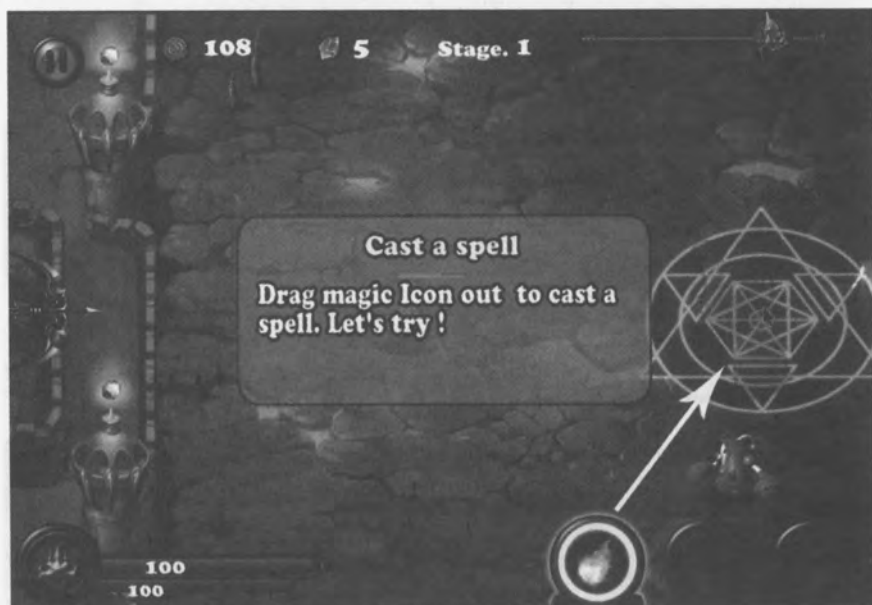 108 5 Stage. 1
Cast a spell
Drag magic Icon out to cast a
spell. Let's try !
100
100